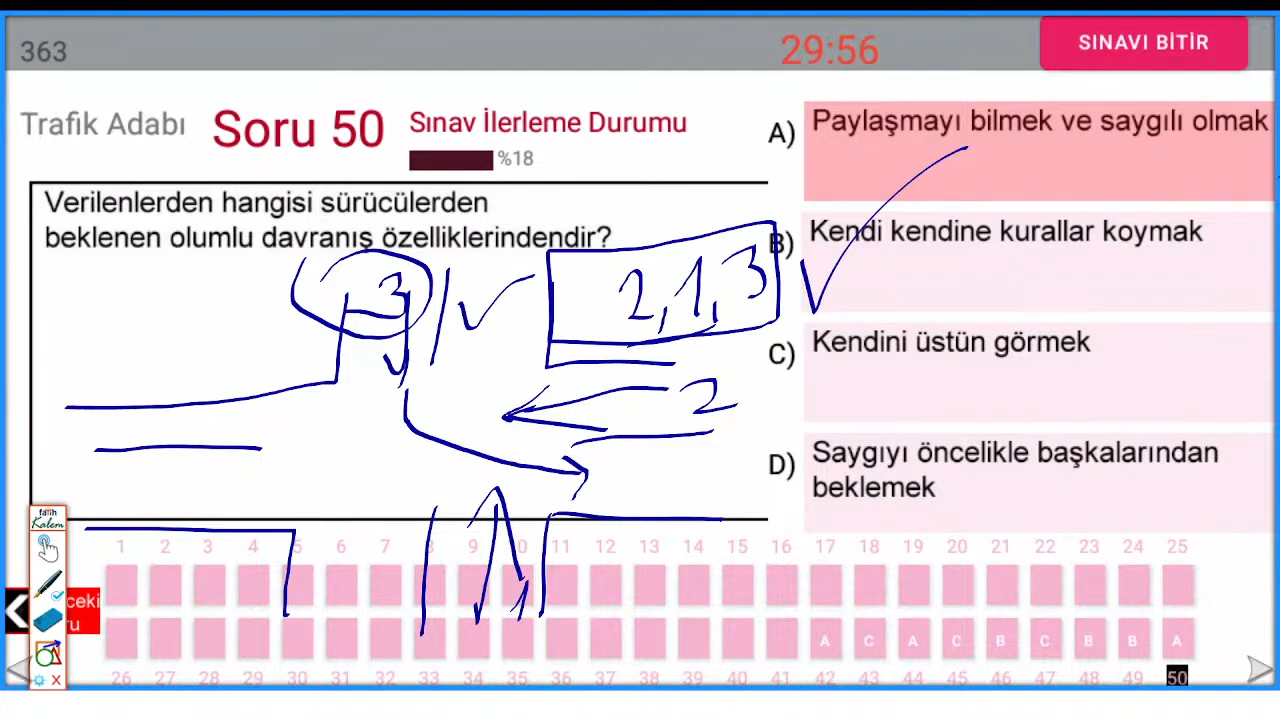 363
29:56
SINAVI BİTİR
Trafik Adabı
Soru 50
Sınav İlerleme Durumu
%18
Verilenlerden hangisi sürücülerden
beklenen olumlu davranış özelliklerindendir?
3
2,1,3
2
1
A) Paylaşmayı bilmek ve saygılı olmak
B) Kendi kendine kurallar koymak
C) Kendini üstün görmek
D) Saygıyı öncelikle başkalarından
beklemek
fatih
Kalem
1 2 3 4 5 6 7 8 9 10 11 12 13 14 15 16 17 18 19 20 21 22 23 24 25
A C A C B C B B A
26 27 28 29 30 31 32 33 34 35 36 37 38 39 40 41 42 43 44 45 46 47 48 49 50